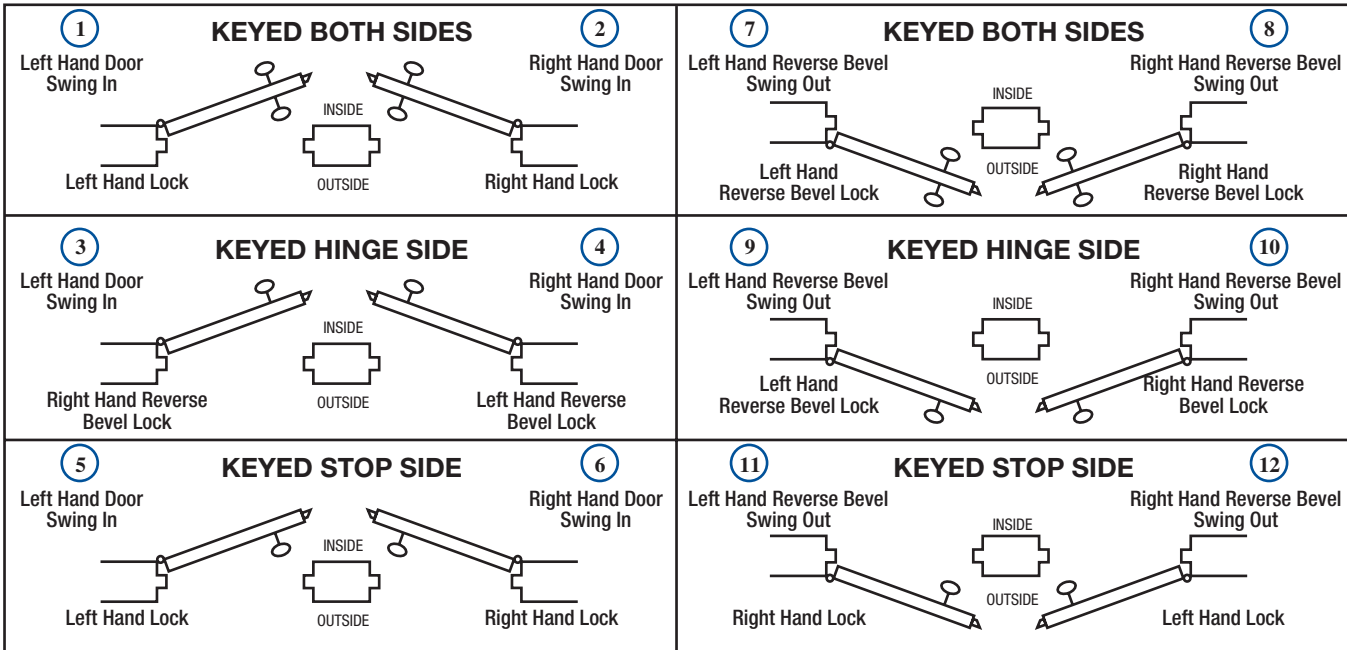 1
KEYED BOTH SIDES
2
Left Hand Door
Swing In
Right Hand Door
Swing In
INSIDE
OUTSIDE
Left Hand Lock
Right Hand Lock
7
KEYED BOTH SIDES
8
Left Hand Reverse Bevel
Swing Out
Right Hand Reverse Bevel
Swing Out
INSIDE
OUTSIDE
Left Hand
Reverse Bevel Lock
Right Hand
Reverse Bevel Lock
3
KEYED HINGE SIDE
4
Left Hand Door
Swing In
Right Hand Door
Swing In
INSIDE
OUTSIDE
Right Hand Reverse
Bevel Lock
Left Hand Reverse
Bevel Lock
9
KEYED HINGE SIDE
10
Left Hand Reverse Bevel
Swing Out
Right Hand Reverse Bevel
Swing Out
INSIDE
OUTSIDE
Left Hand
Reverse Bevel Lock
Right Hand Reverse
Bevel Lock
5
KEYED STOP SIDE
6
Left Hand Door
Swing In
Right Hand Door
Swing In
INSIDE
OUTSIDE
Left Hand Lock
Right Hand Lock
11
KEYED STOP SIDE
12
Left Hand Reverse Bevel
Swing Out
Right Hand Reverse Bevel
Swing Out
INSIDE
OUTSIDE
Right Hand Lock
Left Hand Lock